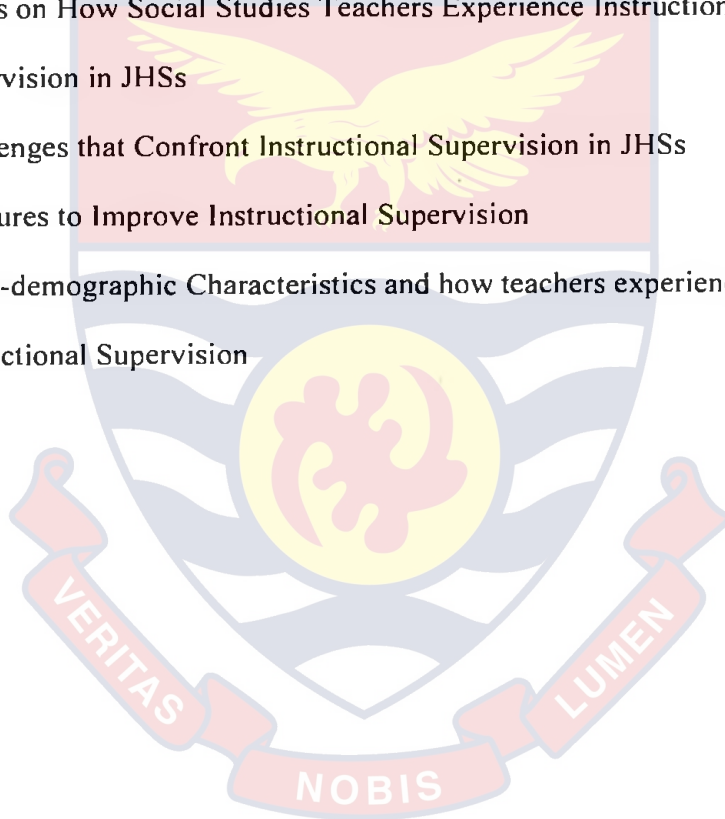 s on How Social Studies Teachers Experience Instruction
vision in JHSs
enges that Confront Instructional Supervision in JHSs
ures to Improve Instructional Supervision
-demographic Characteristics and how teachers experien
ctional Supervision
VERITAS
NOBIS
LUMEN